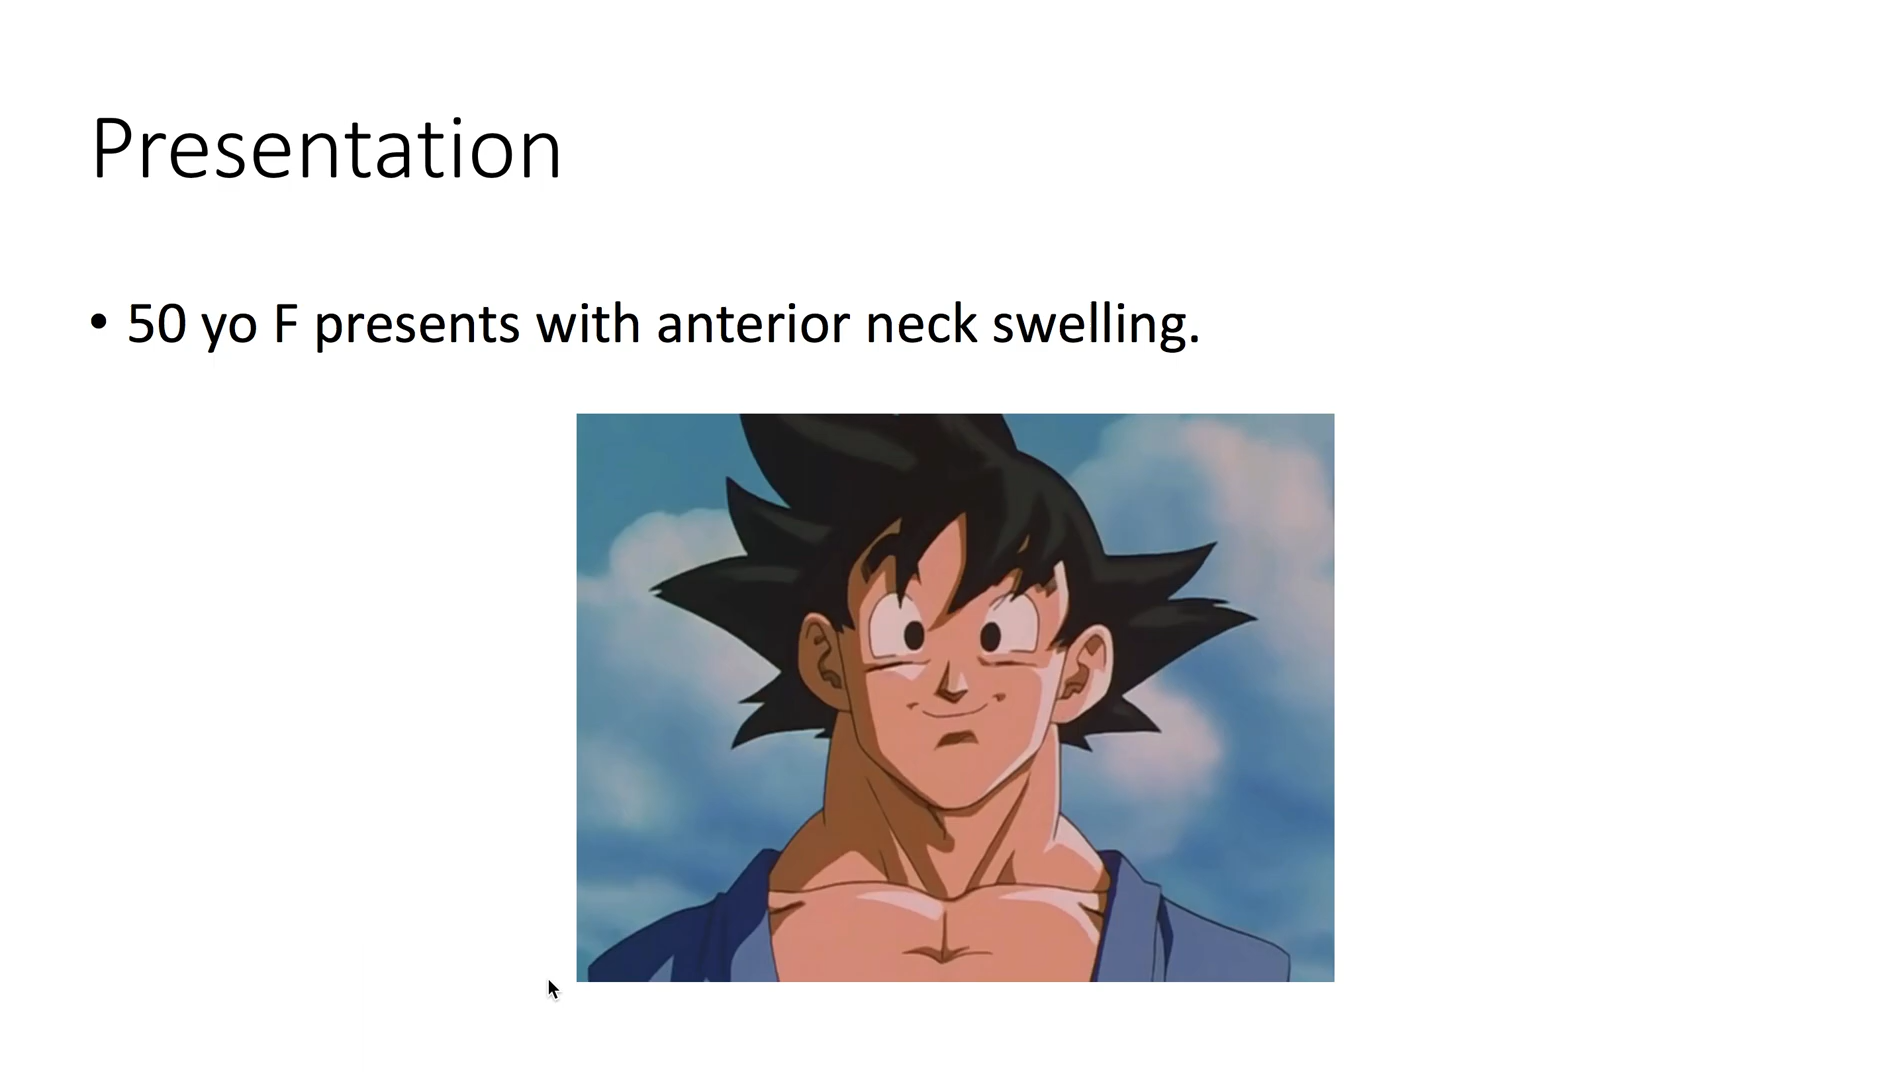 Presentation
• 50 yo F presents with anterior neck swelling.